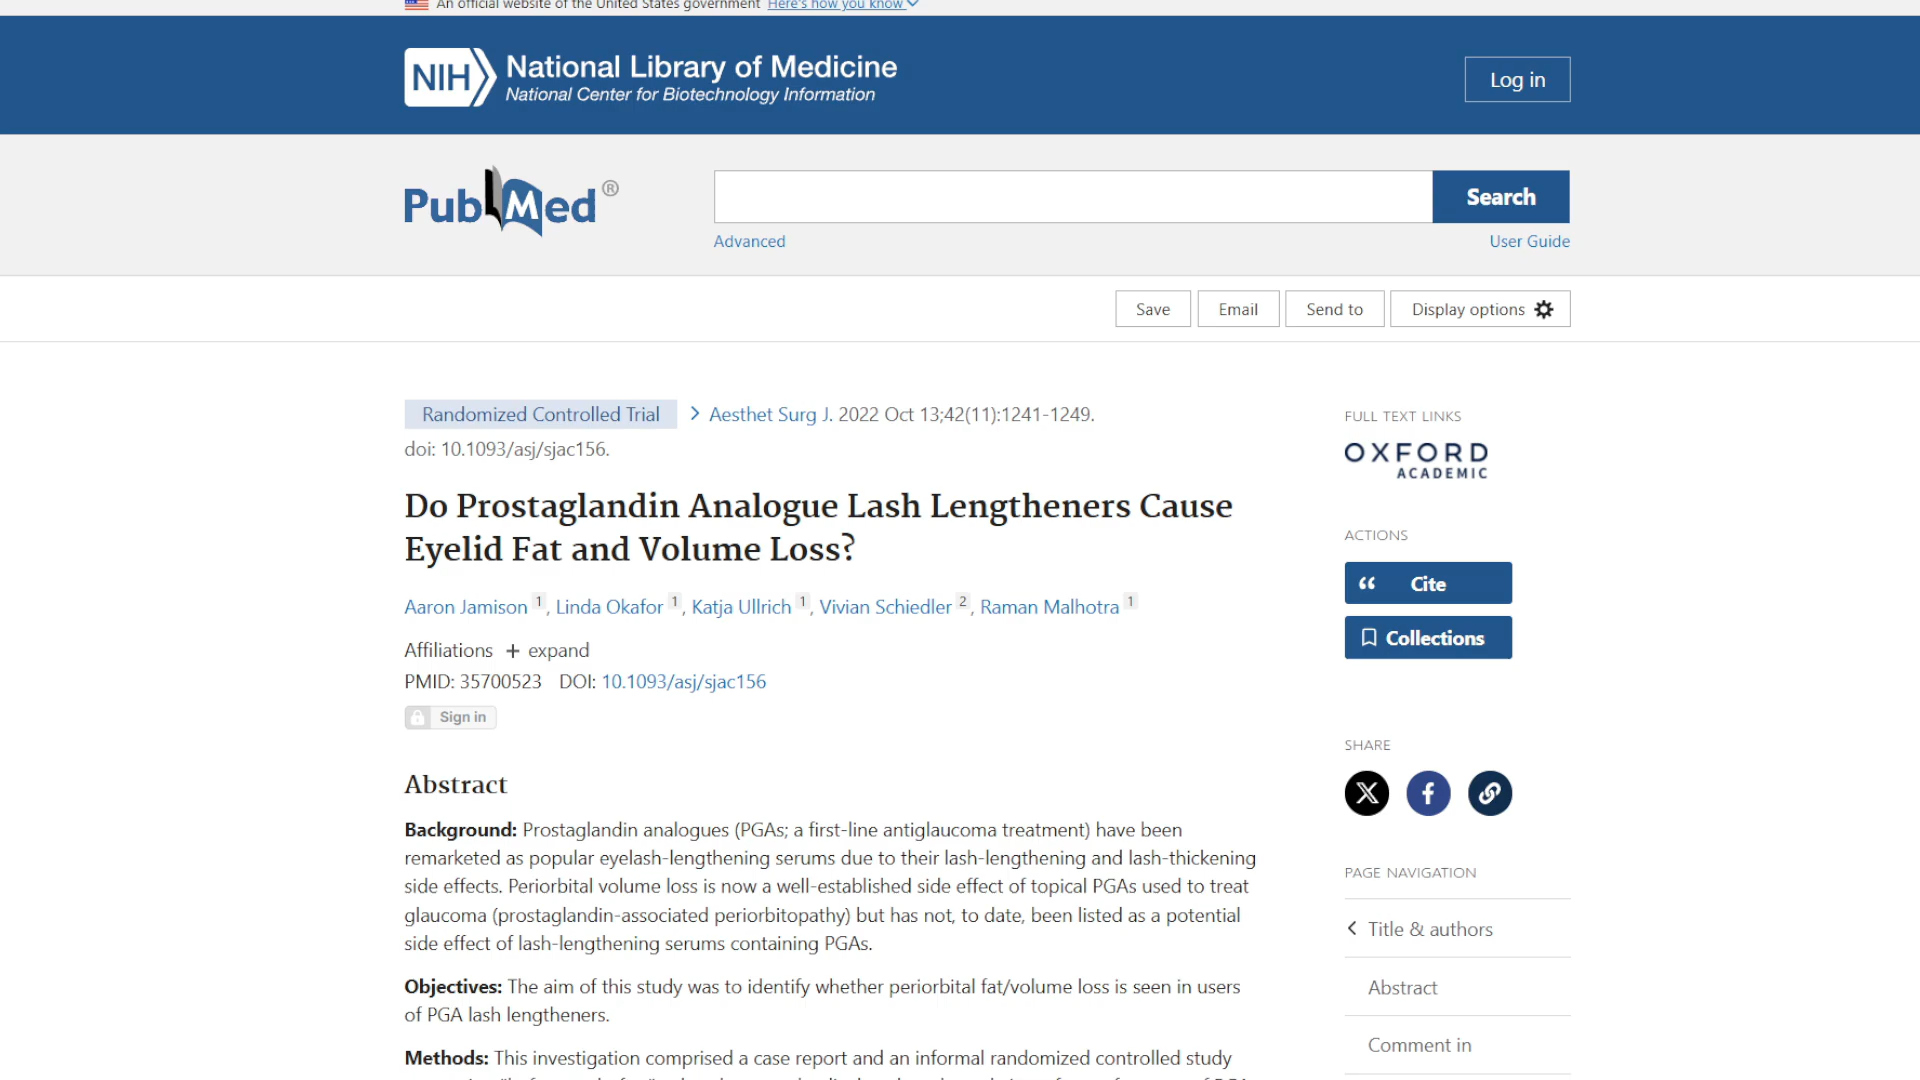 An official website of the United States government Here's how you know
NIH National Library of Medicine
National Center for Biotechnology Information
Log in
PubMed®
Search
Advanced
User Guide
Save
Email
Send to
Display options
Randomized Controlled Trial > Aesthet Surg J. 2022 Oct 13;42(11):1241-1249.
doi: 10.1093/asj/sjac156.
Do Prostaglandin Analogue Lash Lengtheners Cause
Eyelid Fat and Volume Loss?
Aaron Jamison 1, Linda Okafor 1, Katja Ullrich 1, Vivian Schiedler 2, Raman Malhotra 1
Affiliations + expand
PMID: 35700523 DOI: 10.1093/asj/sjac156
Sign in
Abstract
Background: Prostaglandin analogues (PGAs; a first-line antiglaucoma treatment) have been
remarketed as popular eyelash-lengthening serums due to their lash-lengthening and lash-thickening
side effects. Periorbital volume loss is now a well-established side effect of topical PGAs used to treat
glaucoma (prostaglandin-associated periorbitopathy) but has not, to date, been listed as a potential
side effect of lash-lengthening serums containing PGAs.
Objectives: The aim of this study was to identify whether periorbital fat/volume loss is seen in users
of PGA lash lengtheners.
Methods: This investigation comprised a case report and an informal randomized controlled study
FULL TEXT LINKS
OXFORD
ACADEMIC
ACTIONS
Cite
Collections
SHARE
PAGE NAVIGATION
Title & authors
Abstract
Comment in